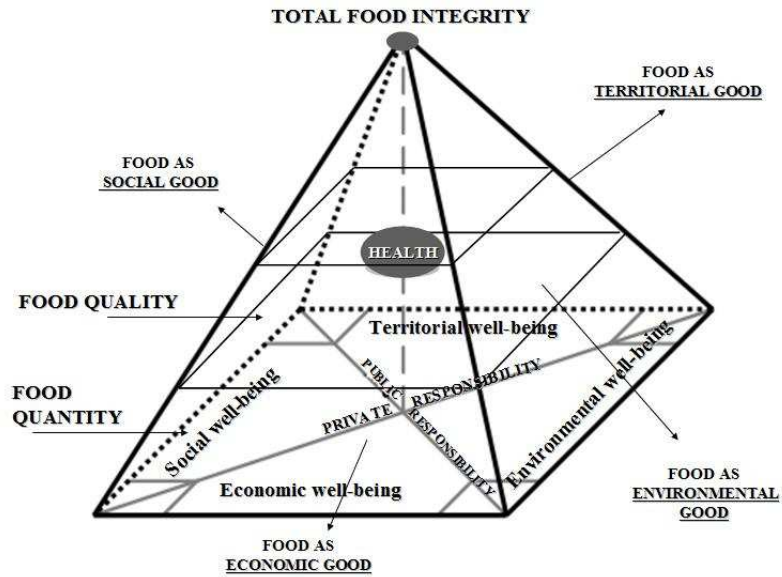 TOTAL FOOD INTEGRITY
FOOD AS
TERRITORIAL GOOD
FOOD AS
SOCIAL GOOD
HEALTH
FOOD QUALITY
Territorial well-being
FOOD
QUANTITY
Social well-being
PUBLIC
RESPONSIBILITY
PRIVATE
RESPONSIBILITY
Environmental well-being
Economic well-being
FOOD AS
ENVIRONMENTAL
GOOD
FOOD AS
ECONOMIC GOOD